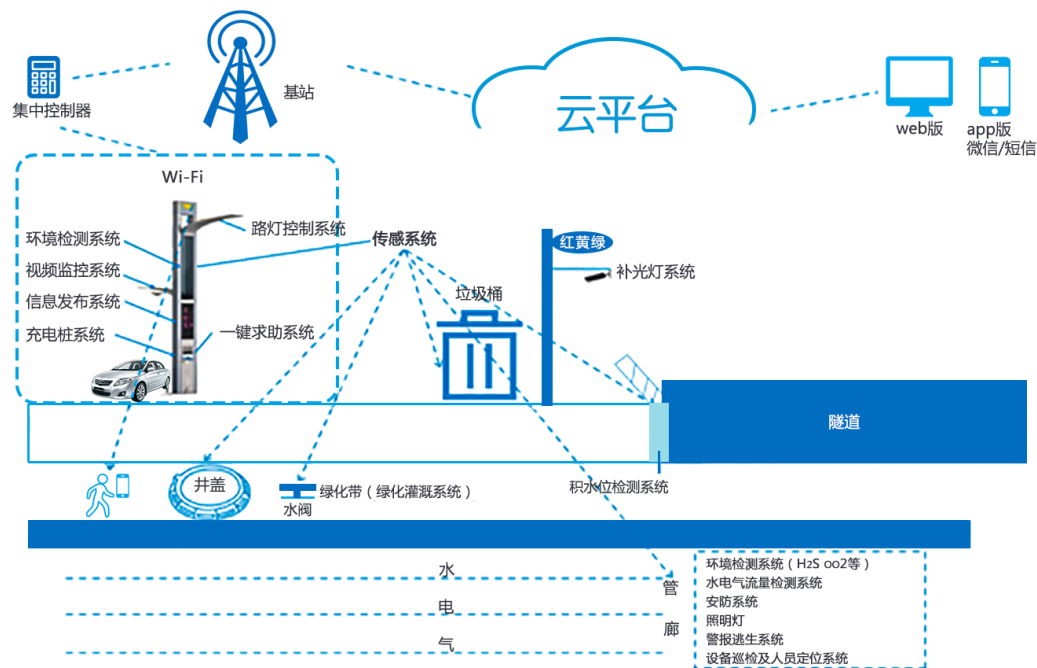 集中控制器
基站
云平台
web版
app版
微信/短信
Wi-Fi
环境检测系统
视频监控系统
信息发布系统
充电桩系统
路灯控制系统
一键求助系统
传感系统
垃圾桶
红黄绿
补光灯系统
隧道
积水位检测系统
井盖
绿化带（绿化灌溉系统）
水阀
水
电
气
管
廊
环境检测系统（H₂S oo2等）
水电气流量检测系统
安防系统
照明灯
警报逃生系统
设备巡检及人员定位系统